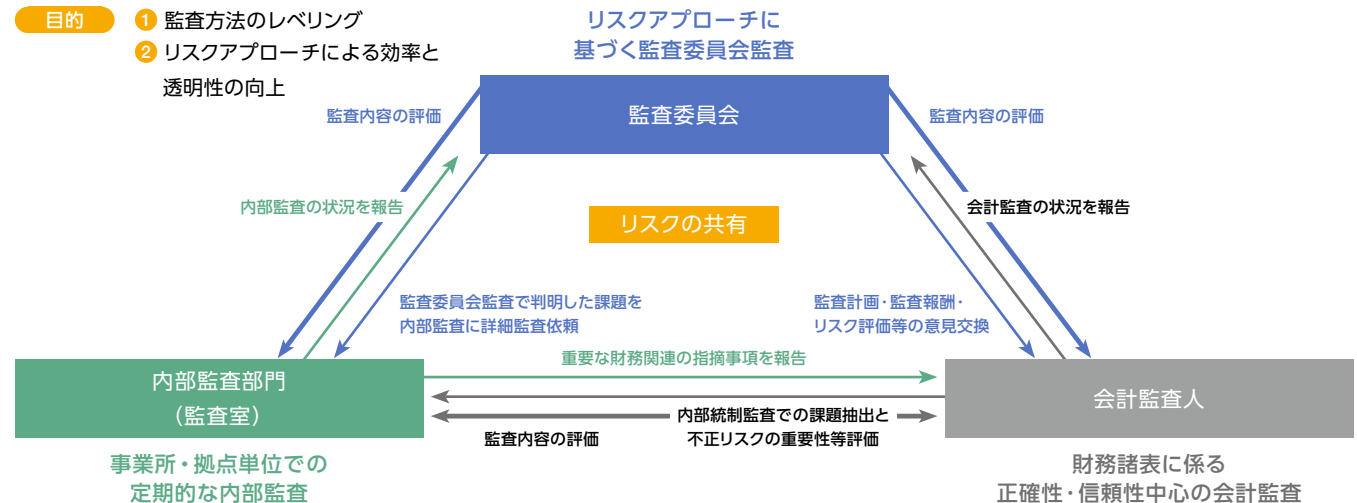 目的
1 監査方法のレベリング
2 リスクアプローチによる効率と
透明性の向上
リスクアプローチに
基づく監査委員会監査
監査委員会
監査内容の評価
監査内容の評価
内部監査の状況を報告
会計監査の状況を報告
リスクの共有
監査委員会監査で判明した課題を
内部監査に詳細監査依頼
監査計画・監査報酬・
リスク評価等の意見交換
重要な財務関連の指摘事項を報告
内部監査部門
（監査室）
会計監査人
監査内容の評価
内部統制監査での課題抽出と
不正リスクの重要性等評価
事業所・拠点単位での
定期的な内部監査
財務諸表に係る
正確性・信頼性中心の会計監査